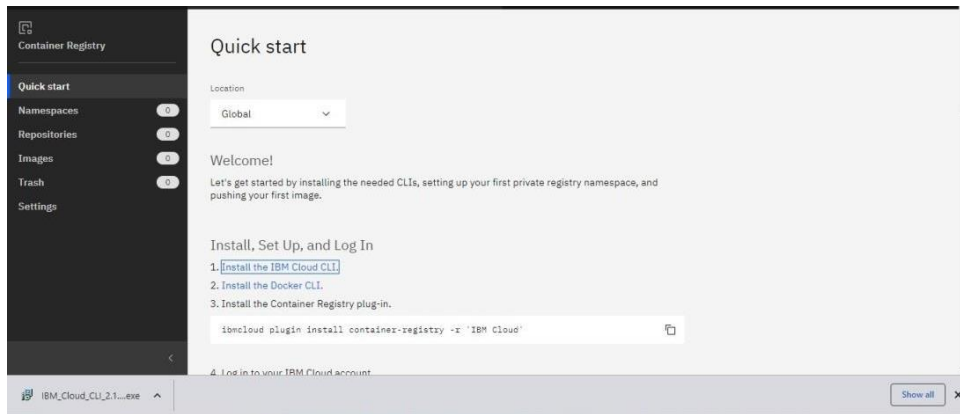 Container Registry
Quick start
Namespaces 0
Repositories 0
Images 0
Trash 0
Settings
Quick start
Location
Global
Welcome!
Let's get started by installing the needed CLIs, setting up your first private registry namespace, and
pushing your first image.
Install, Set Up, and Log In
1. Install the IBM Cloud CLI.
2. Install the Docker CLI.
3. Install the Container Registry plug-in.
ibmcloud plugin install container-registry -r 'IBM Cloud'
4. Log in to your IBM Cloud account
IBM_Cloud_CLI_2.1....exe
Show all